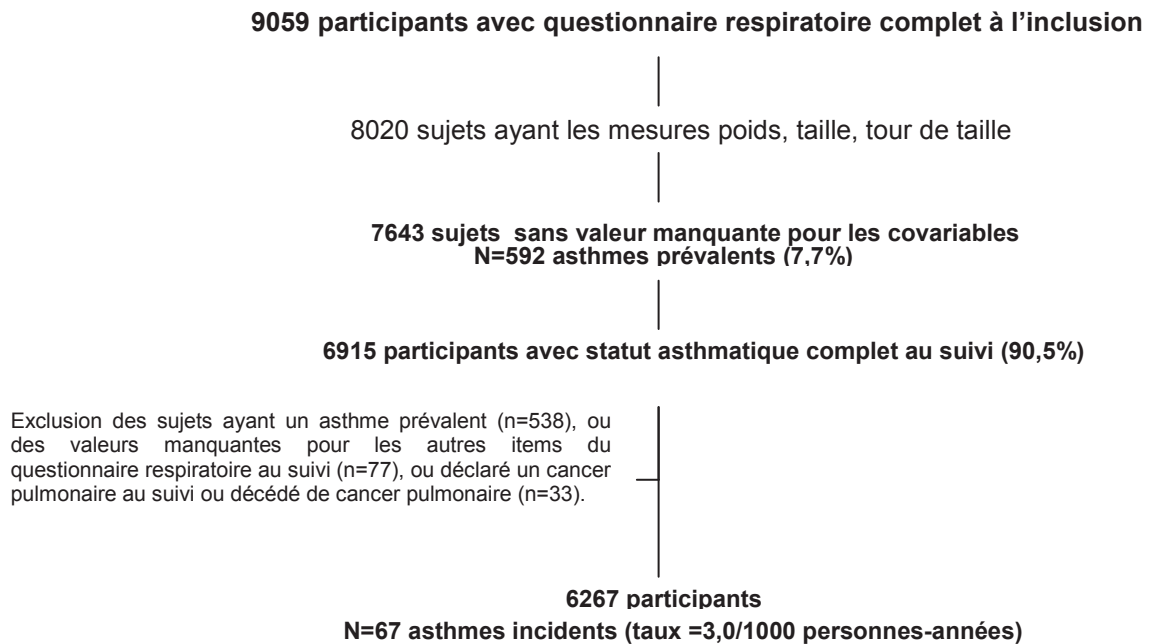 9059 participants avec questionnaire respiratoire complet à l'inclusion
8020 sujets ayant les mesures poids, taille, tour de taille
7643 sujets sans valeur manquante pour les covariables
N=592 asthmes prévalents (7,7%)
6915 participants avec statut asthmatique complet au suivi (90,5%)
Exclusion des sujets ayant un asthme prévalent (n=538), ou
des valeurs manquantes pour les autres items du
questionnaire respiratoire au suivi (n=77), ou déclaré un cancer
pulmonaire au suivi ou décédé de cancer pulmonaire (n=33).
6267 participants
N=67 asthmes incidents (taux =3,0/1000 personnes-années)